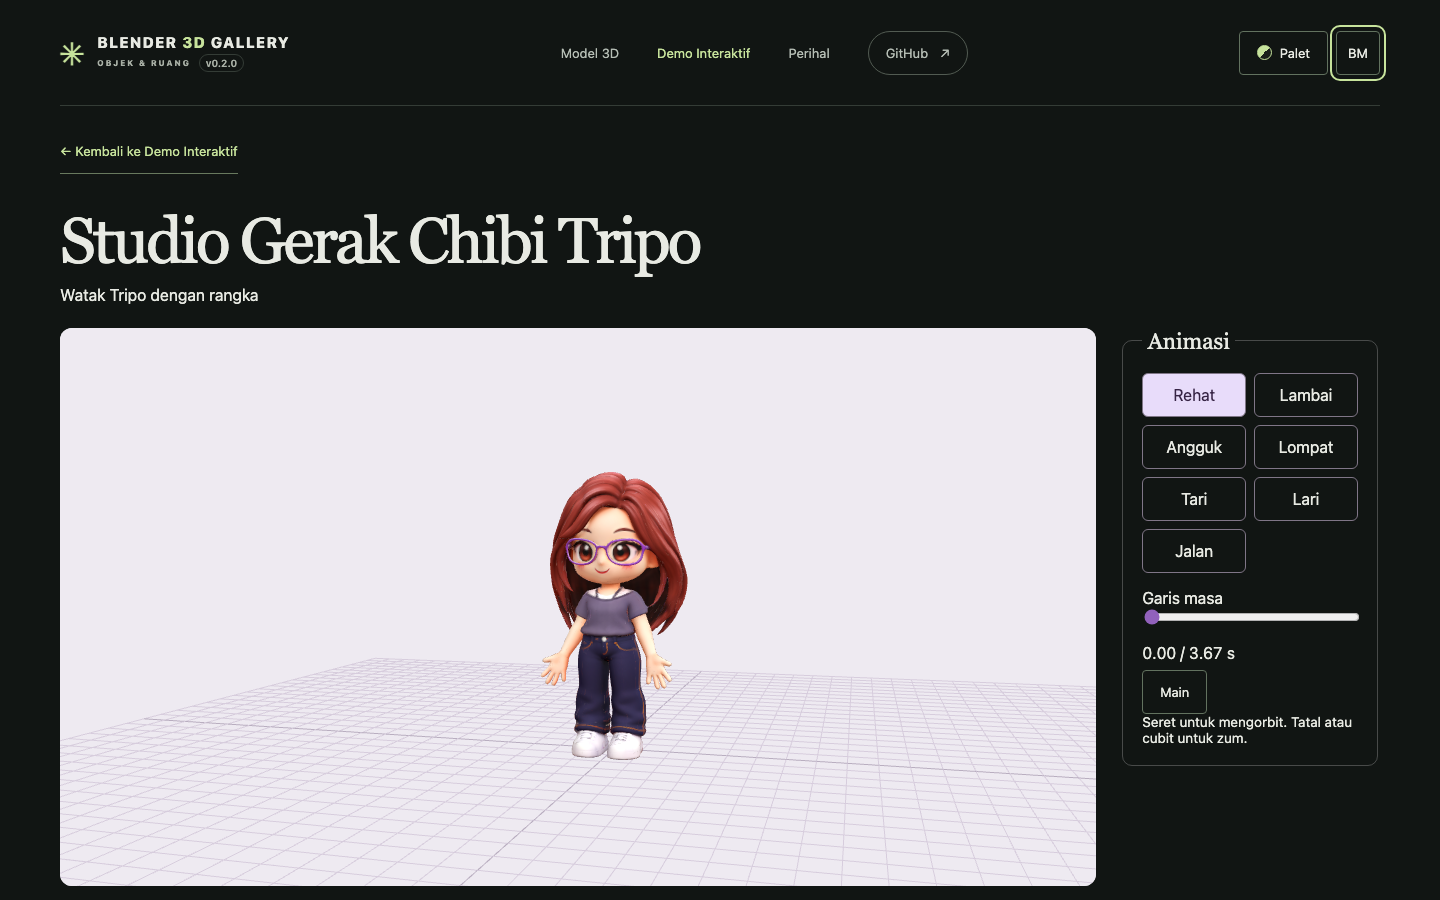 BLENDER 3D GALLERY
OBJEK & RUANG v0.2.0
Model 3D
Demo Interaktif
Perihal
GitHub ↗
Palet
BM
← Kembali ke Demo Interaktif
Studio Gerak Chibi Tripo
Watak Tripo dengan rangka
Animasi
Rehat
Lambai
Angguk
Lompat
Tari
Lari
Jalan
Garis masa
0.00 / 3.67 s
Main
Seret untuk mengorbit. Tatal atau
cubit untuk zum.